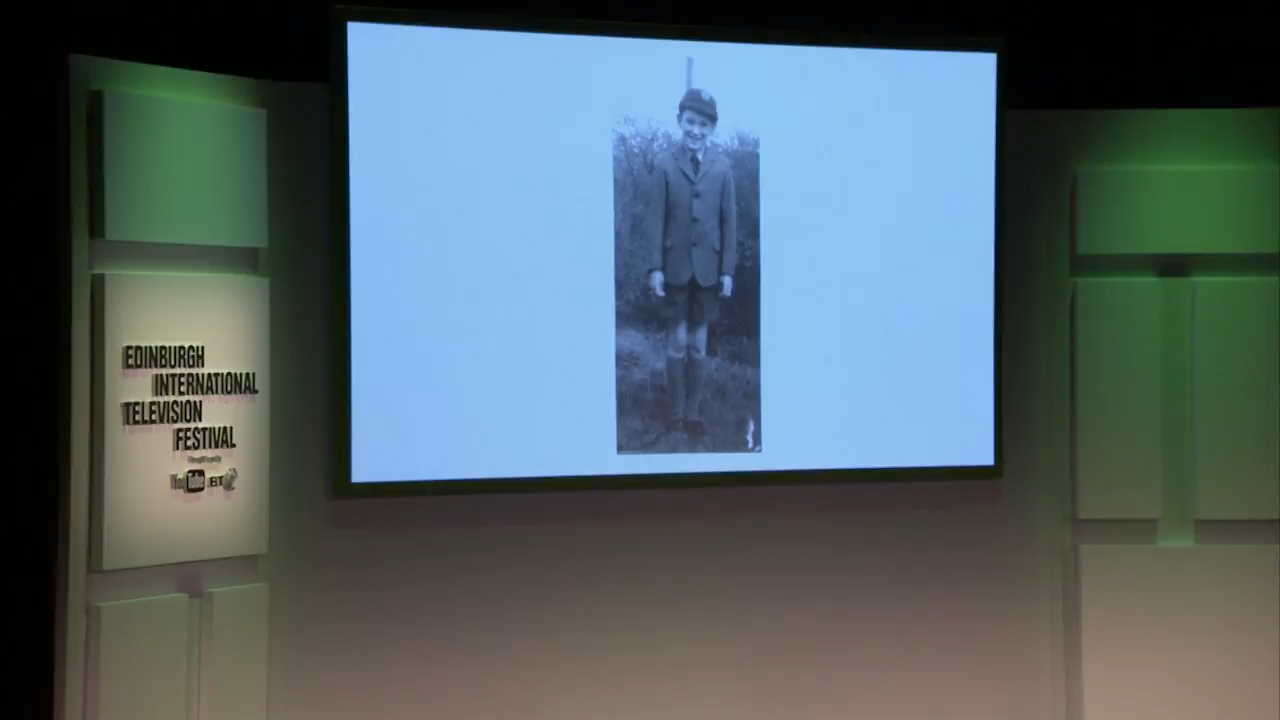 EDINBURGH
INTERNATIONAL
TELEVISION
FESTIVAL
YouTube BT